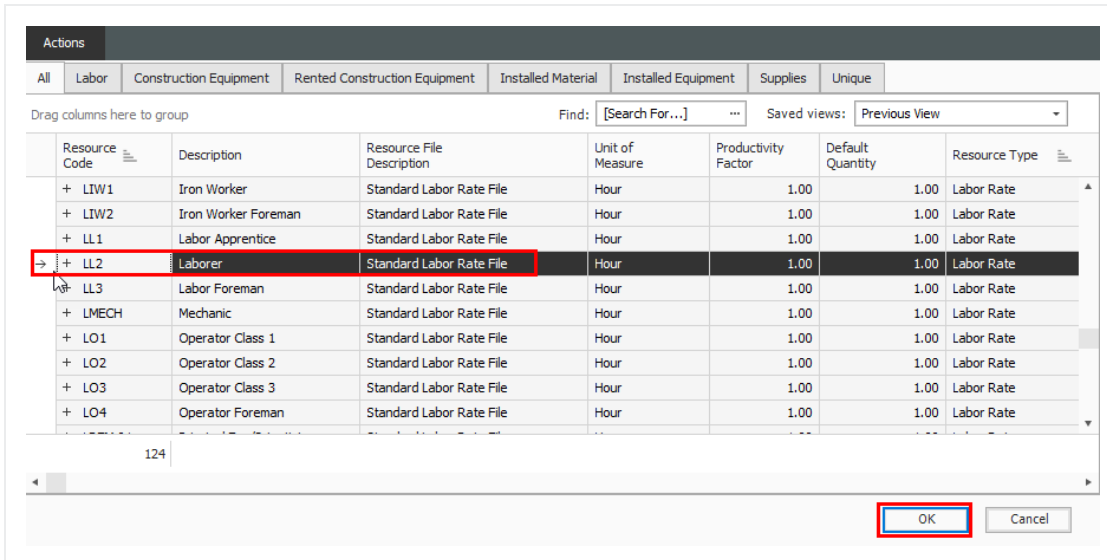 Actions
All Labor Construction Equipment Rented Construction Equipment Installed Material Installed Equipment Supplies Unique
Drag columns here to group Find: [Search For...] ... Saved views: Previous View
Resource Code Description Resource File Description Unit of Measure Productivity Factor Default Quantity Resource Type
+ LIW1 Iron Worker Standard Labor Rate File Hour 1.00 1.00 Labor Rate
+ LIW2 Iron Worker Foreman Standard Labor Rate File Hour 1.00 1.00 Labor Rate
+ LL1 Labor Apprentice Standard Labor Rate File Hour 1.00 1.00 Labor Rate
+ LL2 Laborer Standard Labor Rate File Hour 1.00 1.00 Labor Rate
+ LL3 Labor Foreman Standard Labor Rate File Hour 1.00 1.00 Labor Rate
+ LMECH Mechanic Standard Labor Rate File Hour 1.00 1.00 Labor Rate
+ LO1 Operator Class 1 Standard Labor Rate File Hour 1.00 1.00 Labor Rate
+ LO2 Operator Class 2 Standard Labor Rate File Hour 1.00 1.00 Labor Rate
+ LO3 Operator Class 3 Standard Labor Rate File Hour 1.00 1.00 Labor Rate
+ LO4 Operator Foreman Standard Labor Rate File Hour 1.00 1.00 Labor Rate
124
OK Cancel